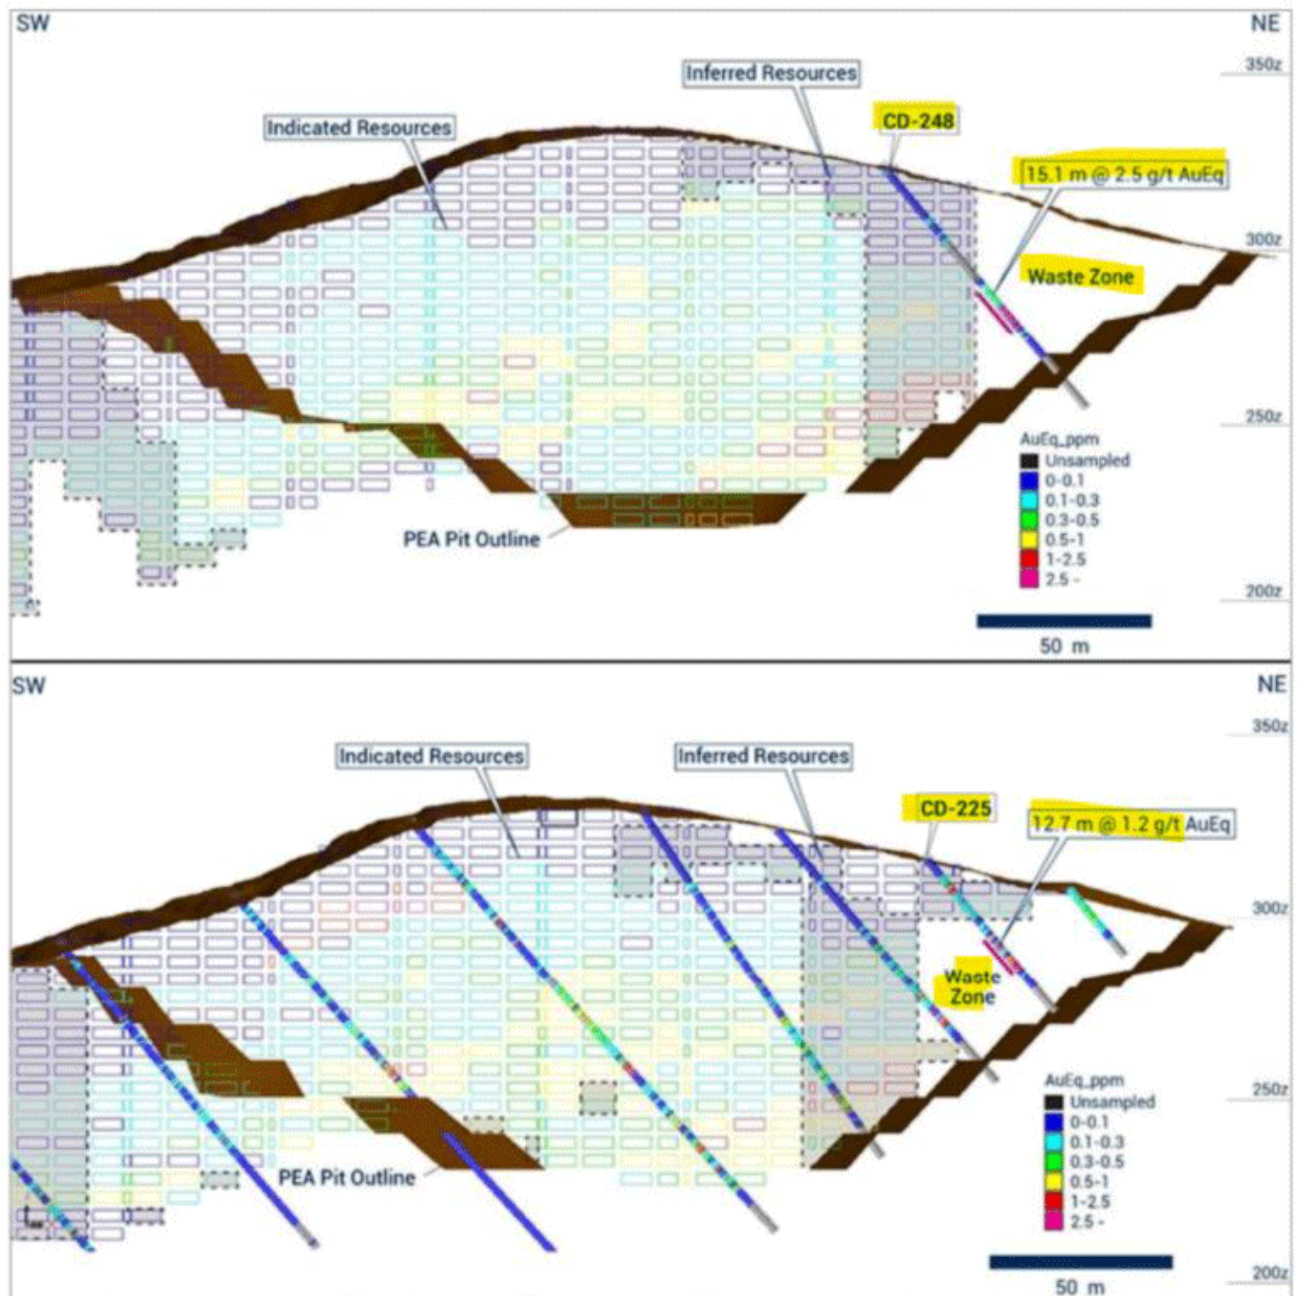 SW
NE
350z
Inferred Resources
Indicated Resources
CD-248
15.1 m @ 2.5 g/t AuEq
300z
Waste Zone
250z
AuEq_ppm
Unsampled
0-0.1
0.1-0.3
0.3-0.5
0.5-1
1-2.5
2.5 -
PEA Pit Outline
200z
50 m
SW
NE
350z
Indicated Resources
Inferred Resources
CD-225
12.7 m @ 1.2 g/t AuEq
300z
Waste
Zone
250z
AuEq_ppm
Unsampled
0-0.1
0.1-0.3
0.3-0.5
0.5-1
1-2.5
2.5 -
PEA Pit Outline
200z
50 m